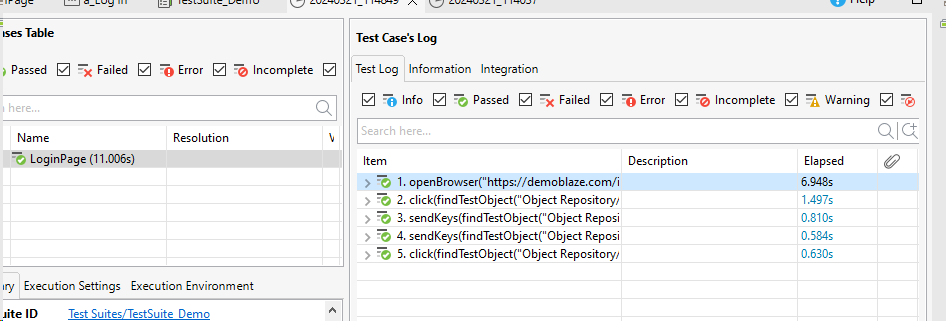 Page a_Log In TestSuite_Demo 20240321_114849 20240321_114037 Help
ases Table
Passed Failed Error Incomplete
ch here...
Name Resolution V
LoginPage (11.006s)
ary Execution Settings Execution Environment
uite ID Test Suites/TestSuite_Demo
Test Case's Log
Test Log Information Integration
Info Passed Failed Error Incomplete Warning
Search here...
Item Description Elapsed
1. openBrowser("https://demoblaze.com/i 6.948s
2. click(findTestObject("Object Repository/ 1.497s
3. sendKeys(findTestObject("Object Reposi 0.810s
4. sendKeys(findTestObject("Object Reposi 0.584s
5. click(findTestObject("Object Repository/ 0.630s